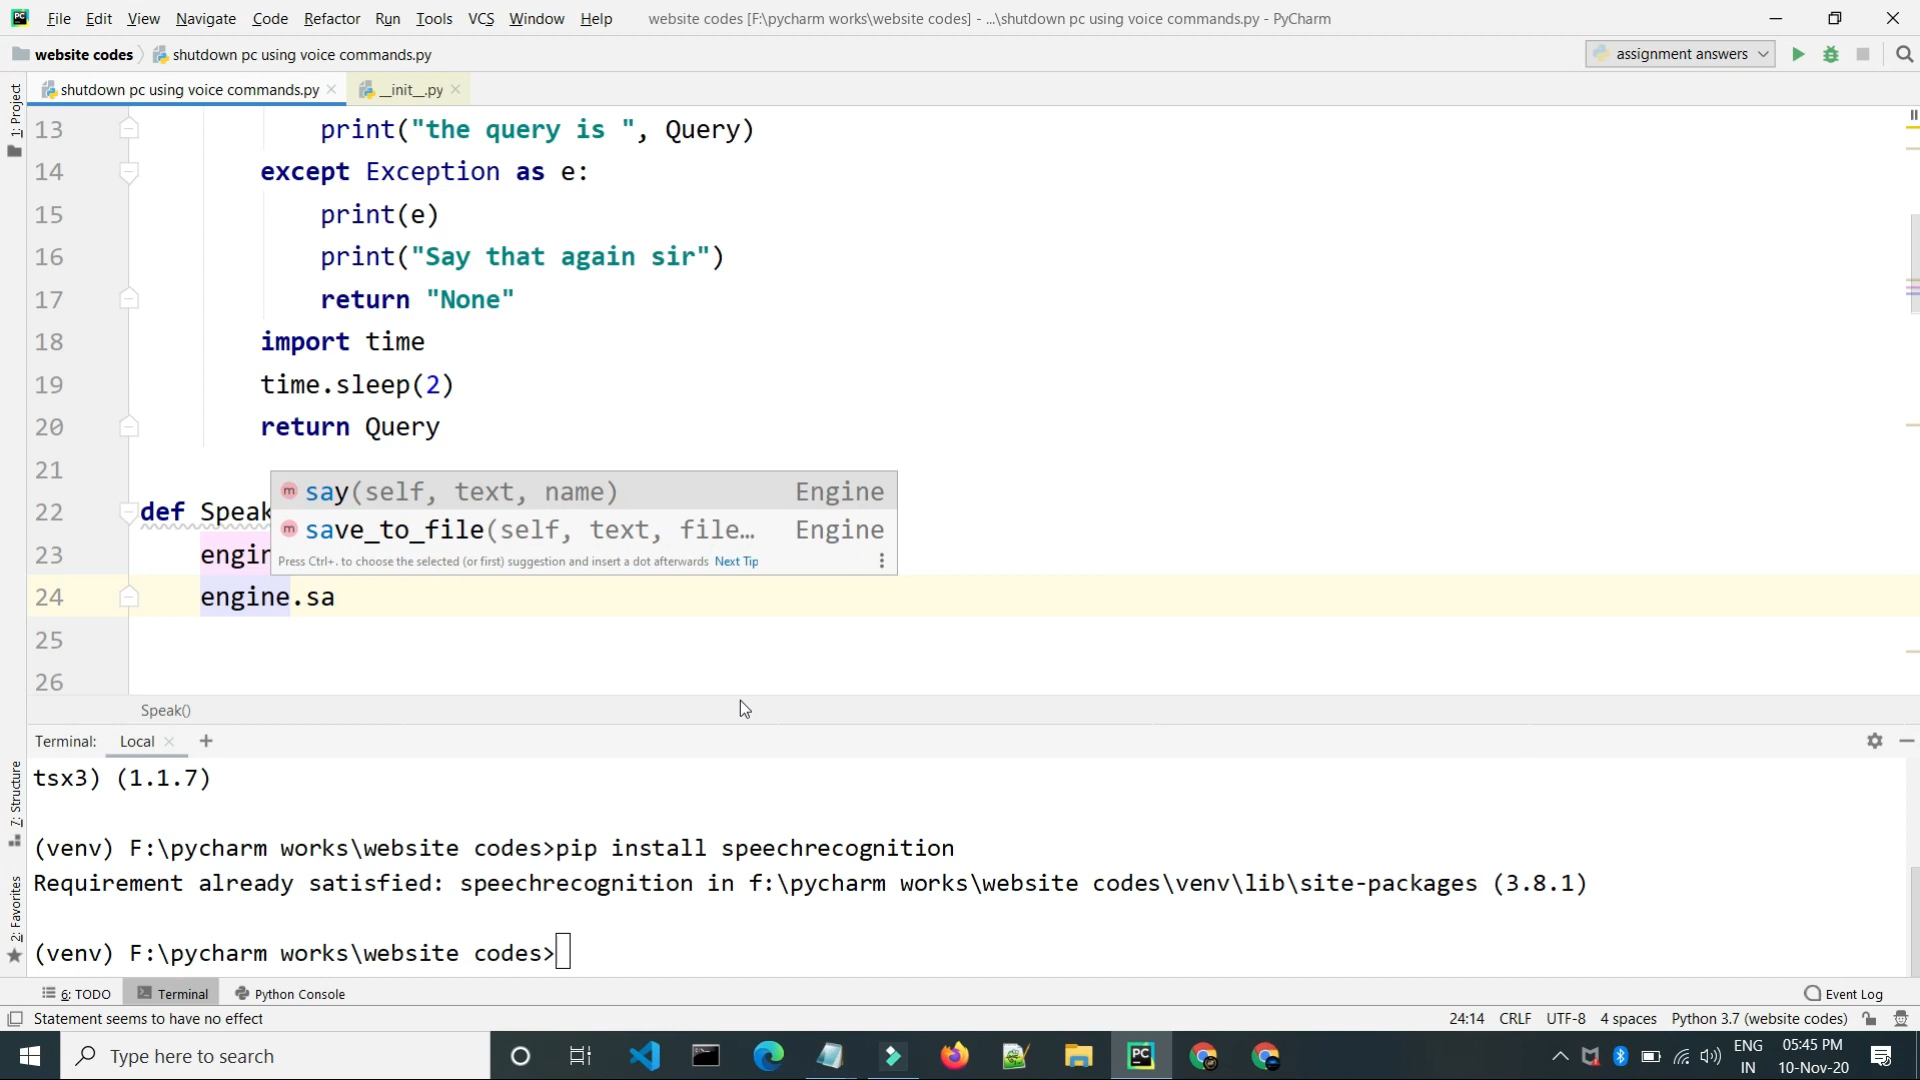 File Edit View Navigate Code Refactor Run Tools VCS Window Help website codes [F:\pycharm works\website codes] - ...\shutdown pc using voice commands.py - PyCharm
website codes shutdown pc using voice commands.py assignment answers
shutdown pc using voice commands.py __init__.py
1: Project
13 print("the query is ", Query)
14 except Exception as e:
15 print(e)
16 print("Say that again sir")
17 return "None"
18 import time
19 time.sleep(2)
20 return Query
21
22 def Speak
say(self, text, name) Engine
save_to_file(self, text, file… Engine
Press Ctrl+. to choose the selected (or first) suggestion and insert a dot afterwards Next Tip
23 engin
24 engine.sa
25
26
Speak()
Terminal: Local +
7: Structure
2: Favorites
tsx3) (1.1.7)
(venv) F:\pycharm works\website codes>pip install speechrecognition
Requirement already satisfied: speechrecognition in f:\pycharm works\website codes\venv\lib\site-packages (3.8.1)
(venv) F:\pycharm works\website codes>
6: TODO Terminal Python Console Event Log
Statement seems to have no effect 24:14 CRLF UTF-8 4 spaces Python 3.7 (website codes)
Type here to search
ENG 05:45 PM
IN 10-Nov-20